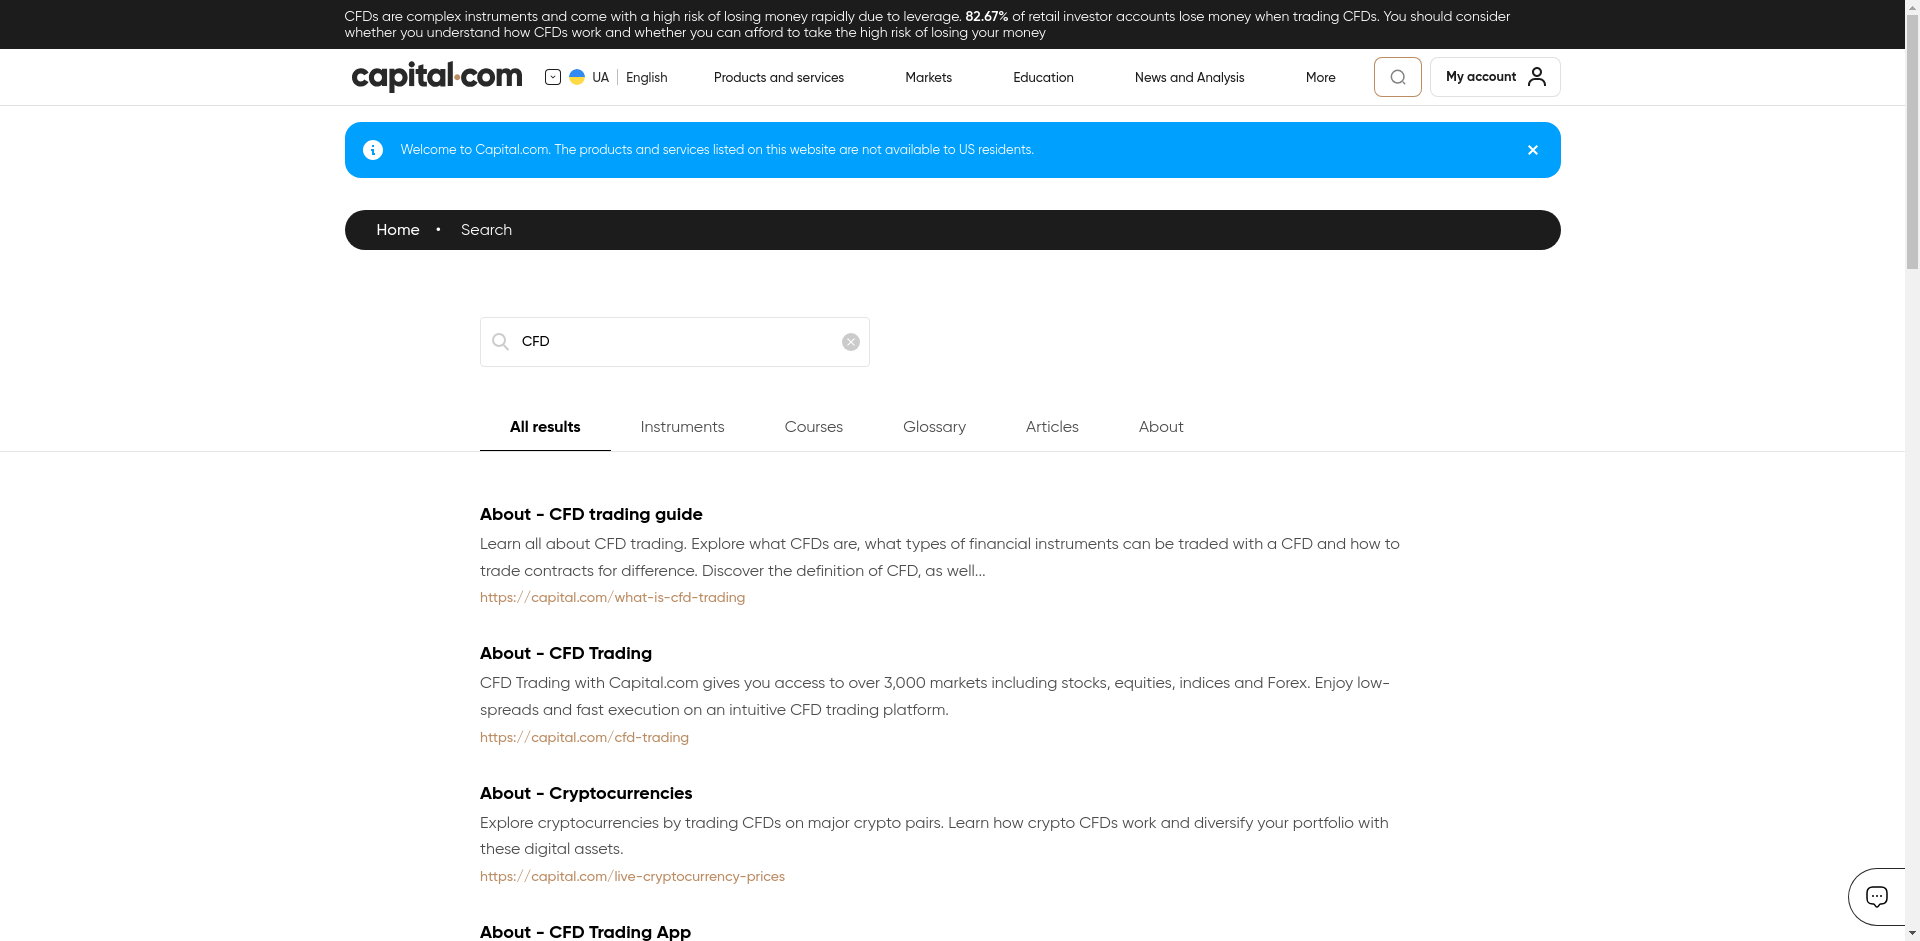 CFDs are complex instruments and come with a high risk of losing money rapidly due to leverage. 82.67% of retail investor accounts lose money when trading CFDs. You should consider
whether you understand how CFDs work and whether you can afford to take the high risk of losing your money
capital.com
UA
English
Products and services
Markets
Education
News and Analysis
More
My account
Welcome to Capital.com. The products and services listed on this website are not available to US residents.
Home • Search
CFD
All results
Instruments
Courses
Glossary
Articles
About
About - CFD trading guide
Learn all about CFD trading. Explore what CFDs are, what types of financial instruments can be traded with a CFD and how to
trade contracts for difference. Discover the definition of CFD, as well...
https://capital.com/what-is-cfd-trading
About - CFD Trading
CFD Trading with Capital.com gives you access to over 3,000 markets including stocks, equities, indices and Forex. Enjoy low-
spreads and fast execution on an intuitive CFD trading platform.
https://capital.com/cfd-trading
About - Cryptocurrencies
Explore cryptocurrencies by trading CFDs on major crypto pairs. Learn how crypto CFDs work and diversify your portfolio with
these digital assets.
https://capital.com/live-cryptocurrency-prices
About - CFD Trading App